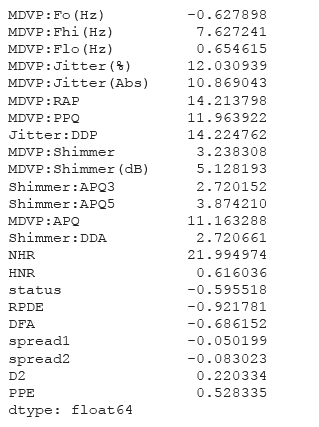 MDVP:Fo(Hz) -0.627898
MDVP:Fhi(Hz) 7.627241
MDVP:Flo(Hz) 0.654615
MDVP:Jitter(%) 12.030939
MDVP:Jitter(Abs) 10.869043
MDVP:RAP 14.213798
MDVP:PPQ 11.963922
Jitter:DDP 14.224762
MDVP:Shimmer 3.238308
MDVP:Shimmer(dB) 5.128193
Shimmer:APQ3 2.720152
Shimmer:APQ5 3.874210
MDVP:APQ 11.163288
Shimmer:DDA 2.720661
NHR 21.994974
HNR 0.616036
status -0.595518
RPDE -0.921781
DFA -0.686152
spread1 -0.050199
spread2 -0.083023
D2 0.220334
PPE 0.528335
dtype: float64